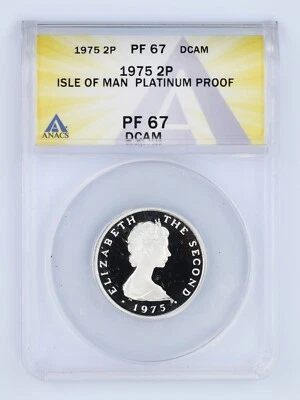 1975 2P PF 67 DCAM
1975 2P
ISLE OF MAN PLATINUM PROOF
PF 67
DCAM
ANACS
ELIZABETH THE SECOND
· 1975 ·